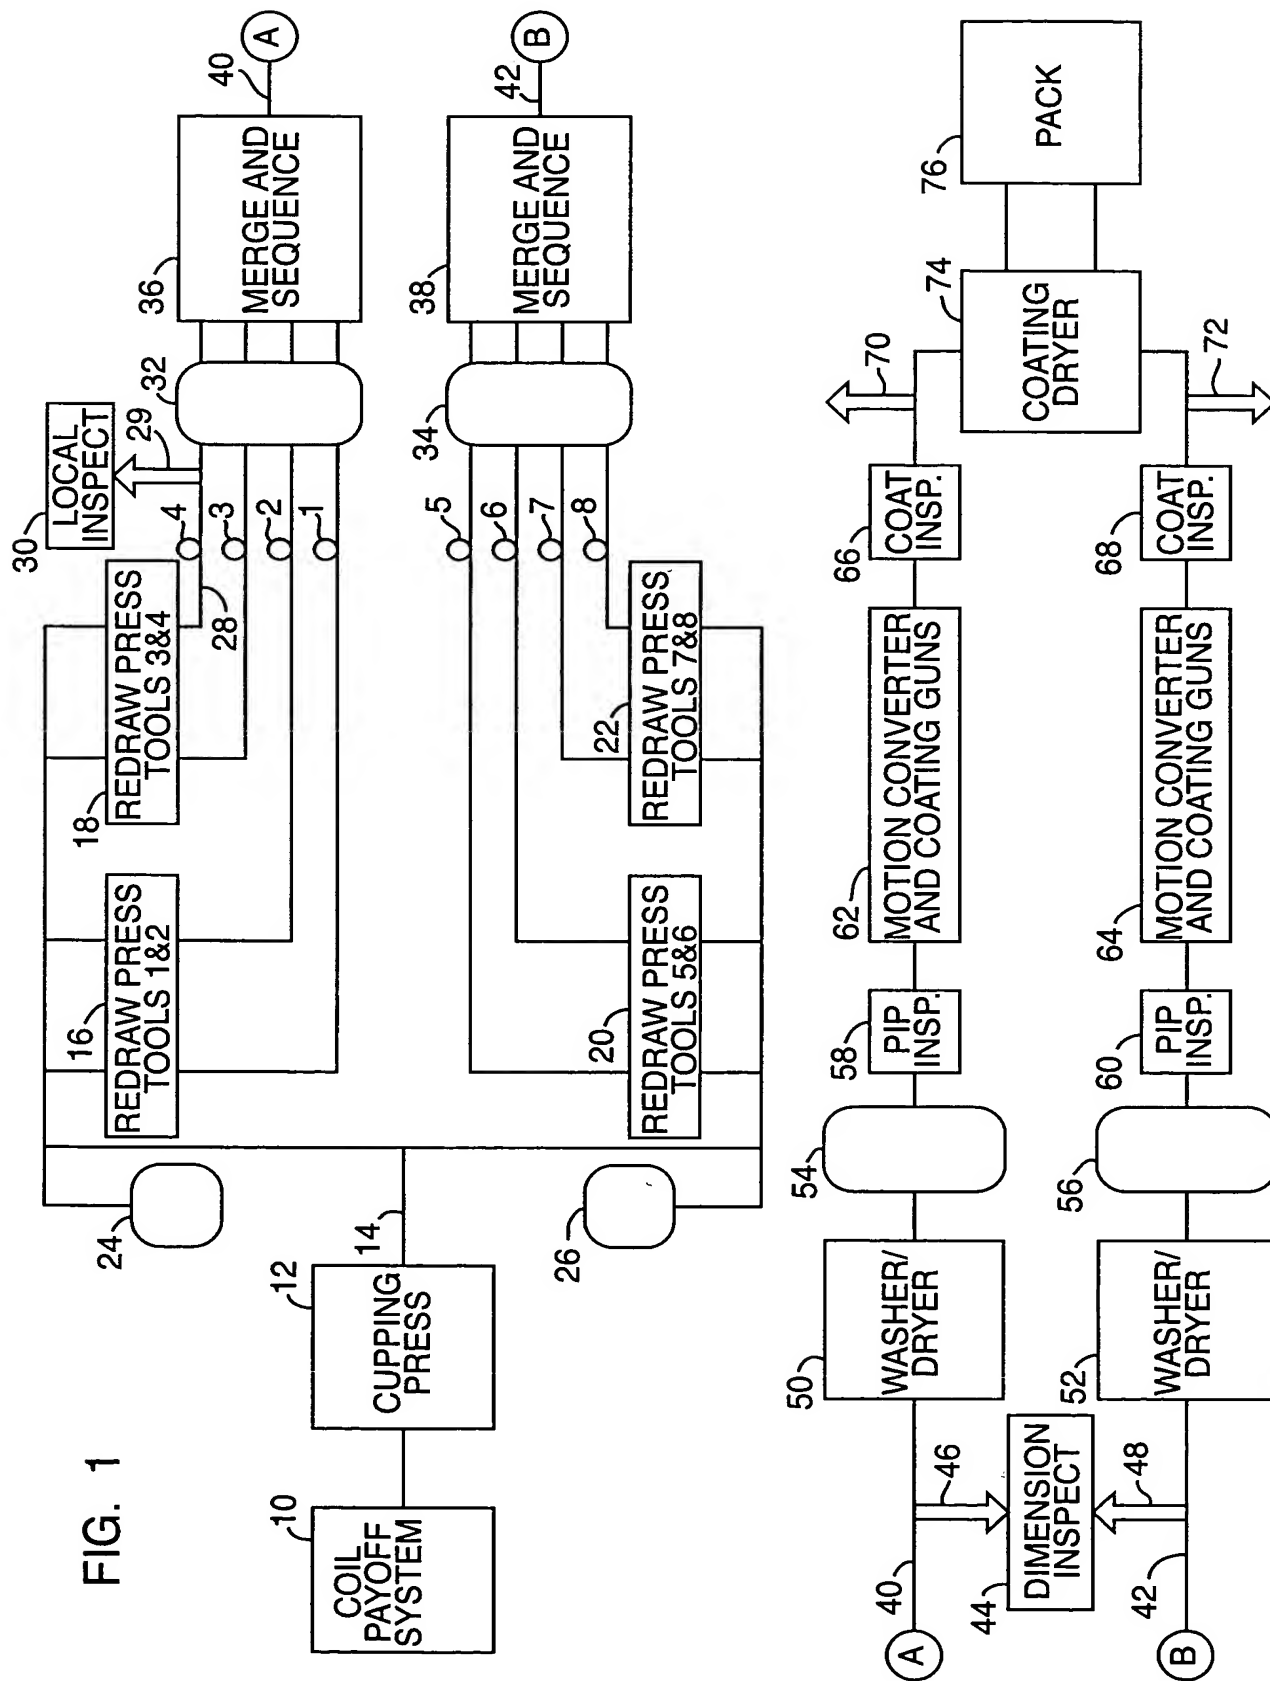 FIG. 1
10
COIL
PAYOFF
SYSTEM
12
CUPPING
PRESS
14
24
26
16
REDRAW PRESS
TOOLS 1&2
18
REDRAW PRESS
TOOLS 3&4
20
REDRAW PRESS
TOOLS 5&6
22
REDRAW PRESS
TOOLS 7&8
28
4
3
2
1
5
6
7
8
29
30
LOCAL
INSPECT
32
34
36
MERGE AND
SEQUENCE
38
MERGE AND
SEQUENCE
40
A
42
B
A
40
B
42
44
DIMENSION
INSPECT
46
48
50
WASHER/
DRYER
52
WASHER/
DRYER
54
56
58
PIP
INSP.
60
PIP
INSP.
62
MOTION CONVERTER
AND COATING GUNS
64
MOTION CONVERTER
AND COATING GUNS
66
COAT
INSP.
68
COAT
INSP.
70
72
74
COATING
DRYER
76
PACK